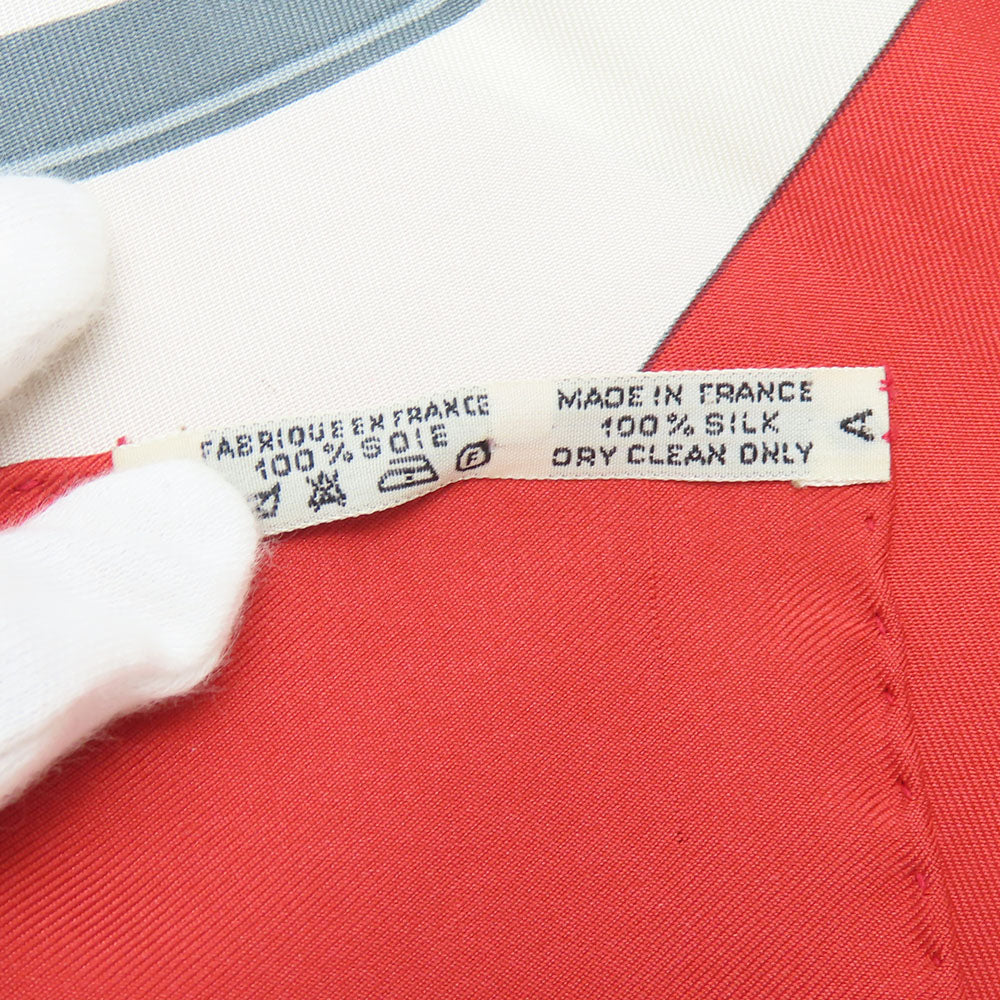 FABRIQUE EN FRANCE
100% SOIE
MADE IN FRANCE
100% SILK
DRY CLEAN ONLY
A